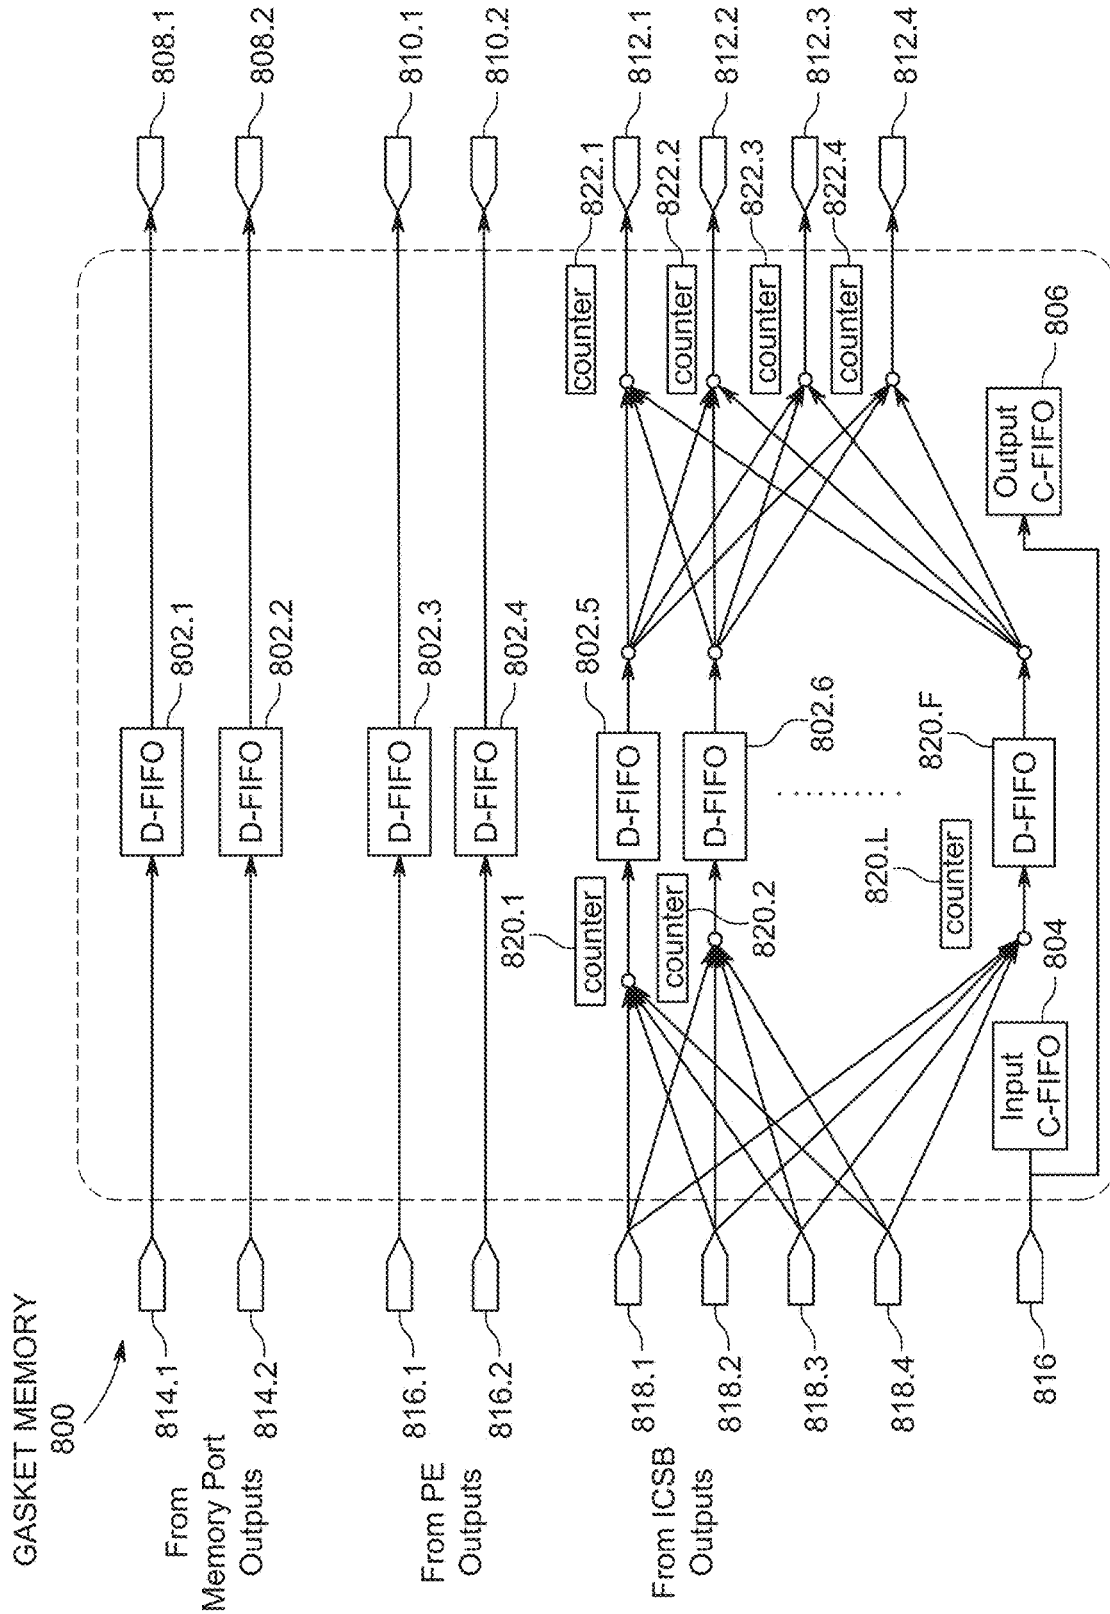 GASKET MEMORY
800
From
Memory Port
Outputs
814.1
814.2
D-FIFO
802.1
D-FIFO
802.2
808.1
808.2
From PE
Outputs
816.1
816.2
D-FIFO
802.3
D-FIFO
802.4
810.1
810.2
From ICSB
Outputs
818.1
818.2
818.3
818.4
820.1
counter
counter
820.2
D-FIFO
802.5
D-FIFO
802.6
820.L
counter
D-FIFO
820.F
counter
822.1
counter
822.2
counter
822.3
counter
822.4
812.1
812.2
812.3
812.4
816
Input
C-FIFO
804
Output
C-FIFO
806